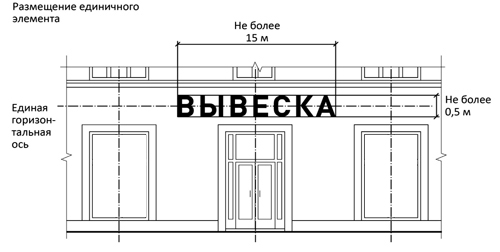 Размещение единичного
элемента
Не более
15 м
ВЫВЕСКА
Не более
0,5 м
Единая
горизон-
тальная
ось